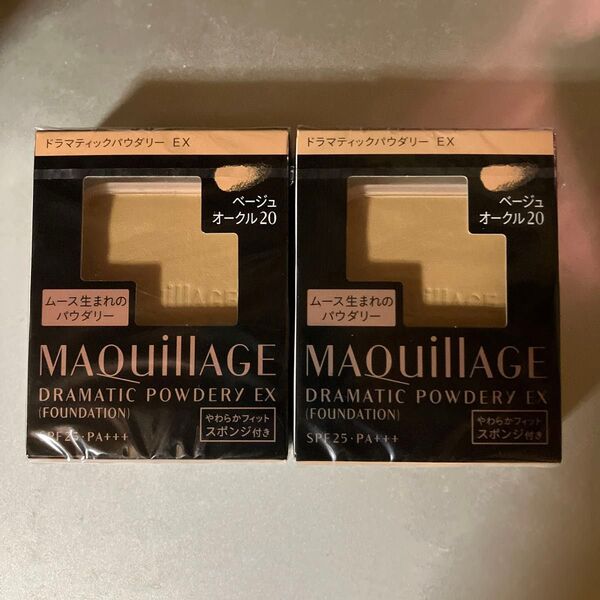 ドラマティックパウダリー EX
ベージュ
オークル20
uillAGE
ムース生まれの
パウダリー
MAQuillAGE
DRAMATIC POWDERY EX
(FOUNDATION)
やわらかフィット
スポンジ付き
SPF25・PA+++
ドラマティックパウダリー EX
ベージュ
オークル20
uillAGE
ムース生まれの
パウダリー
MAQuillAGE
DRAMATIC POWDERY EX
(FOUNDATION)
やわらかフィット
スポンジ付き
SPF25・PA+++